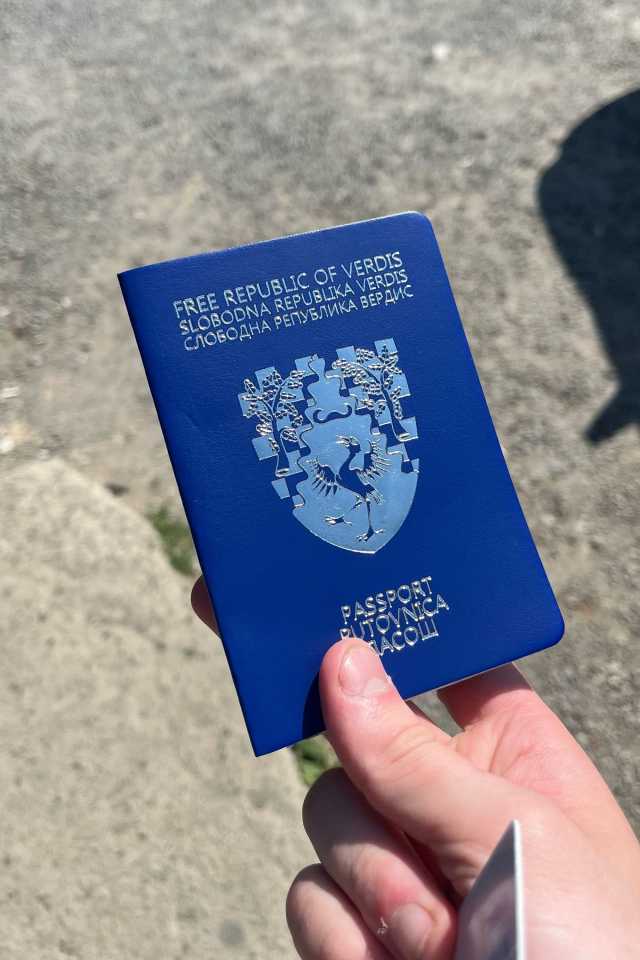 FREE REPUBLIC OF VERDIS
SLOBODNA REPUBLIKA VERDIS
СЛОБОДНА РЕПУБЛИКА ВЕРДИС
PASSPORT
PUTOVNICA